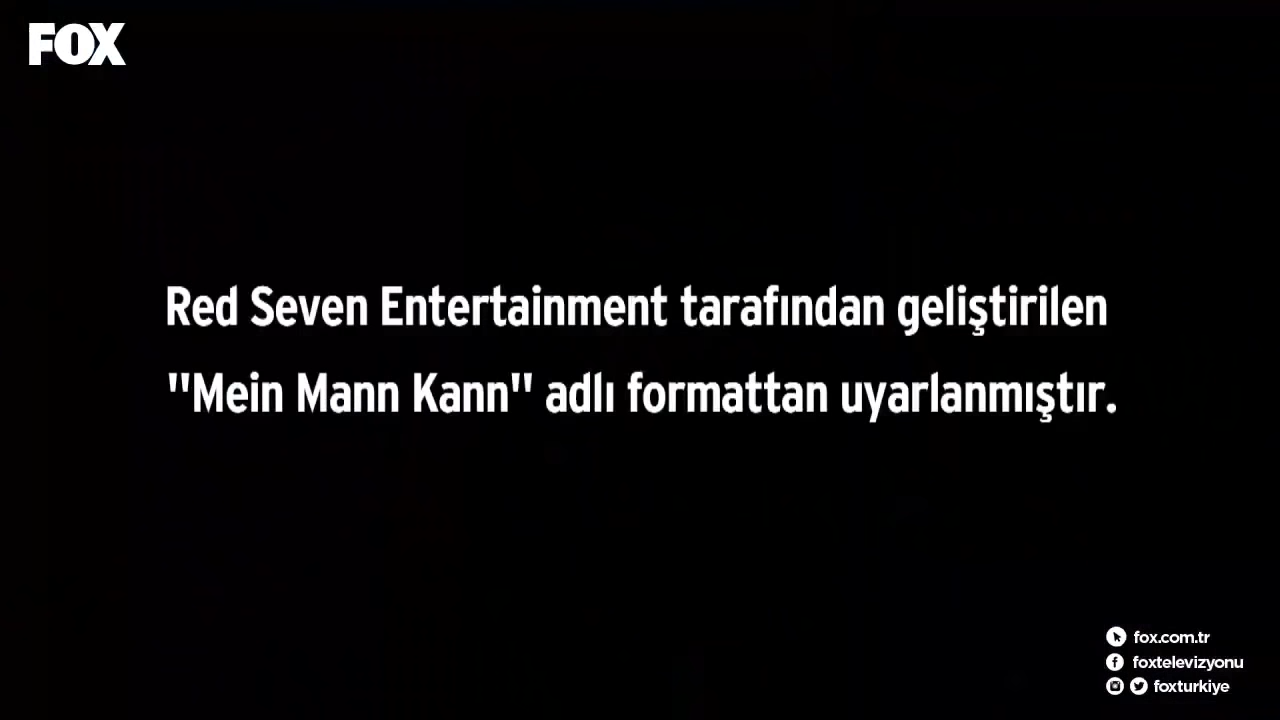 FOX
Red Seven Entertainment tarafından geliştirilen
"Mein Mann Kann" adlı formattan uyarlanmıştır.
fox.com.tr
foxtelevizyonu
foxturkiye